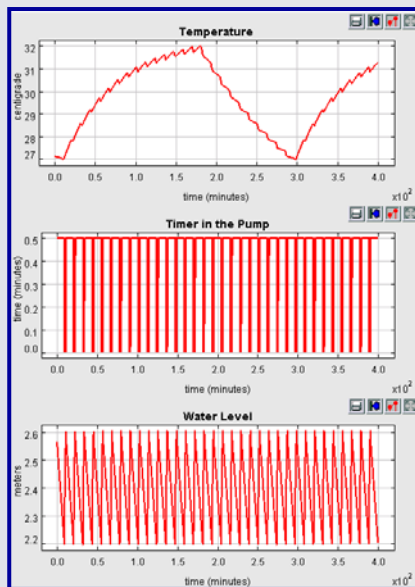 Temperature
32
31
30
29
28
27
centigrade
0.0 0.5 1.0 1.5 2.0 2.5 3.0 3.5 4.0
time (minutes) x10²
Timer in the Pump
0.5
0.4
0.3
0.2
0.1
0.0
time (minutes)
0.0 0.5 1.0 1.5 2.0 2.5 3.0 3.5 4.0
time (minutes) x10²
Water Level
2.6
2.5
2.4
2.3
2.2
meters
0.0 0.5 1.0 1.5 2.0 2.5 3.0 3.5 4.0
time (minutes) x10²